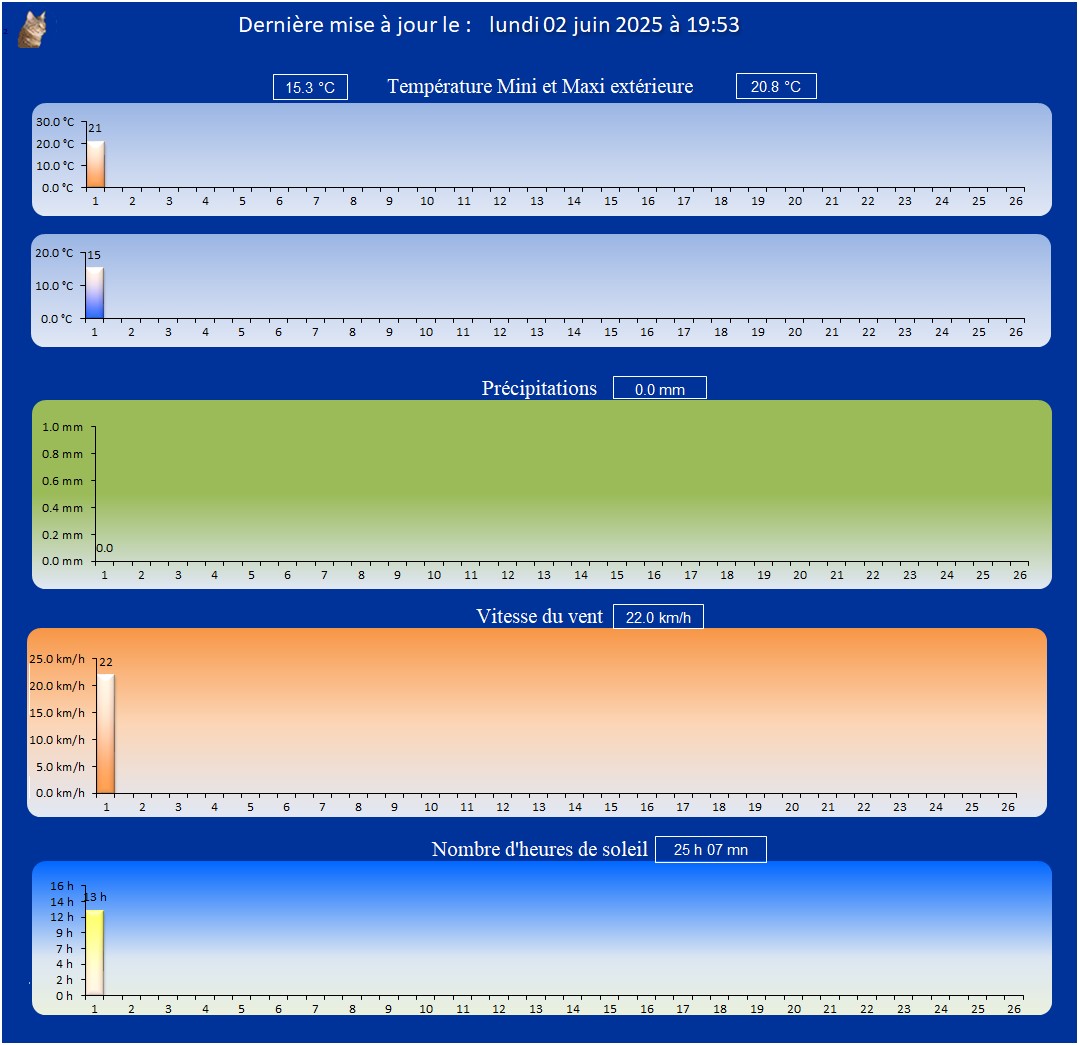 Dernière mise à jour le : lundi 02 juin 2025 à 19:53
15.3 °C Température Mini et Maxi extérieure 20.8 °C
30.0 °C
21
20.0 °C
10.0 °C
0.0 °C
1 2 3 4 5 6 7 8 9 10 11 12 13 14 15 16 17 18 19 20 21 22 23 24 25 26
20.0 °C
15
10.0 °C
0.0 °C
1 2 3 4 5 6 7 8 9 10 11 12 13 14 15 16 17 18 19 20 21 22 23 24 25 26
Précipitations 0.0 mm
1.0 mm
0.8 mm
0.6 mm
0.4 mm
0.2 mm
0.0
0.0 mm
1 2 3 4 5 6 7 8 9 10 11 12 13 14 15 16 17 18 19 20 21 22 23 24 25 26
Vitesse du vent 22.0 km/h
25.0 km/h
22
20.0 km/h
15.0 km/h
10.0 km/h
5.0 km/h
0.0 km/h
1 2 3 4 5 6 7 8 9 10 11 12 13 14 15 16 17 18 19 20 21 22 23 24 25 26
Nombre d'heures de soleil 25 h 07 mn
16 h
13 h
14 h
12 h
9 h
7 h
4 h
2 h
0 h
1 2 3 4 5 6 7 8 9 10 11 12 13 14 15 16 17 18 19 20 21 22 23 24 25 26